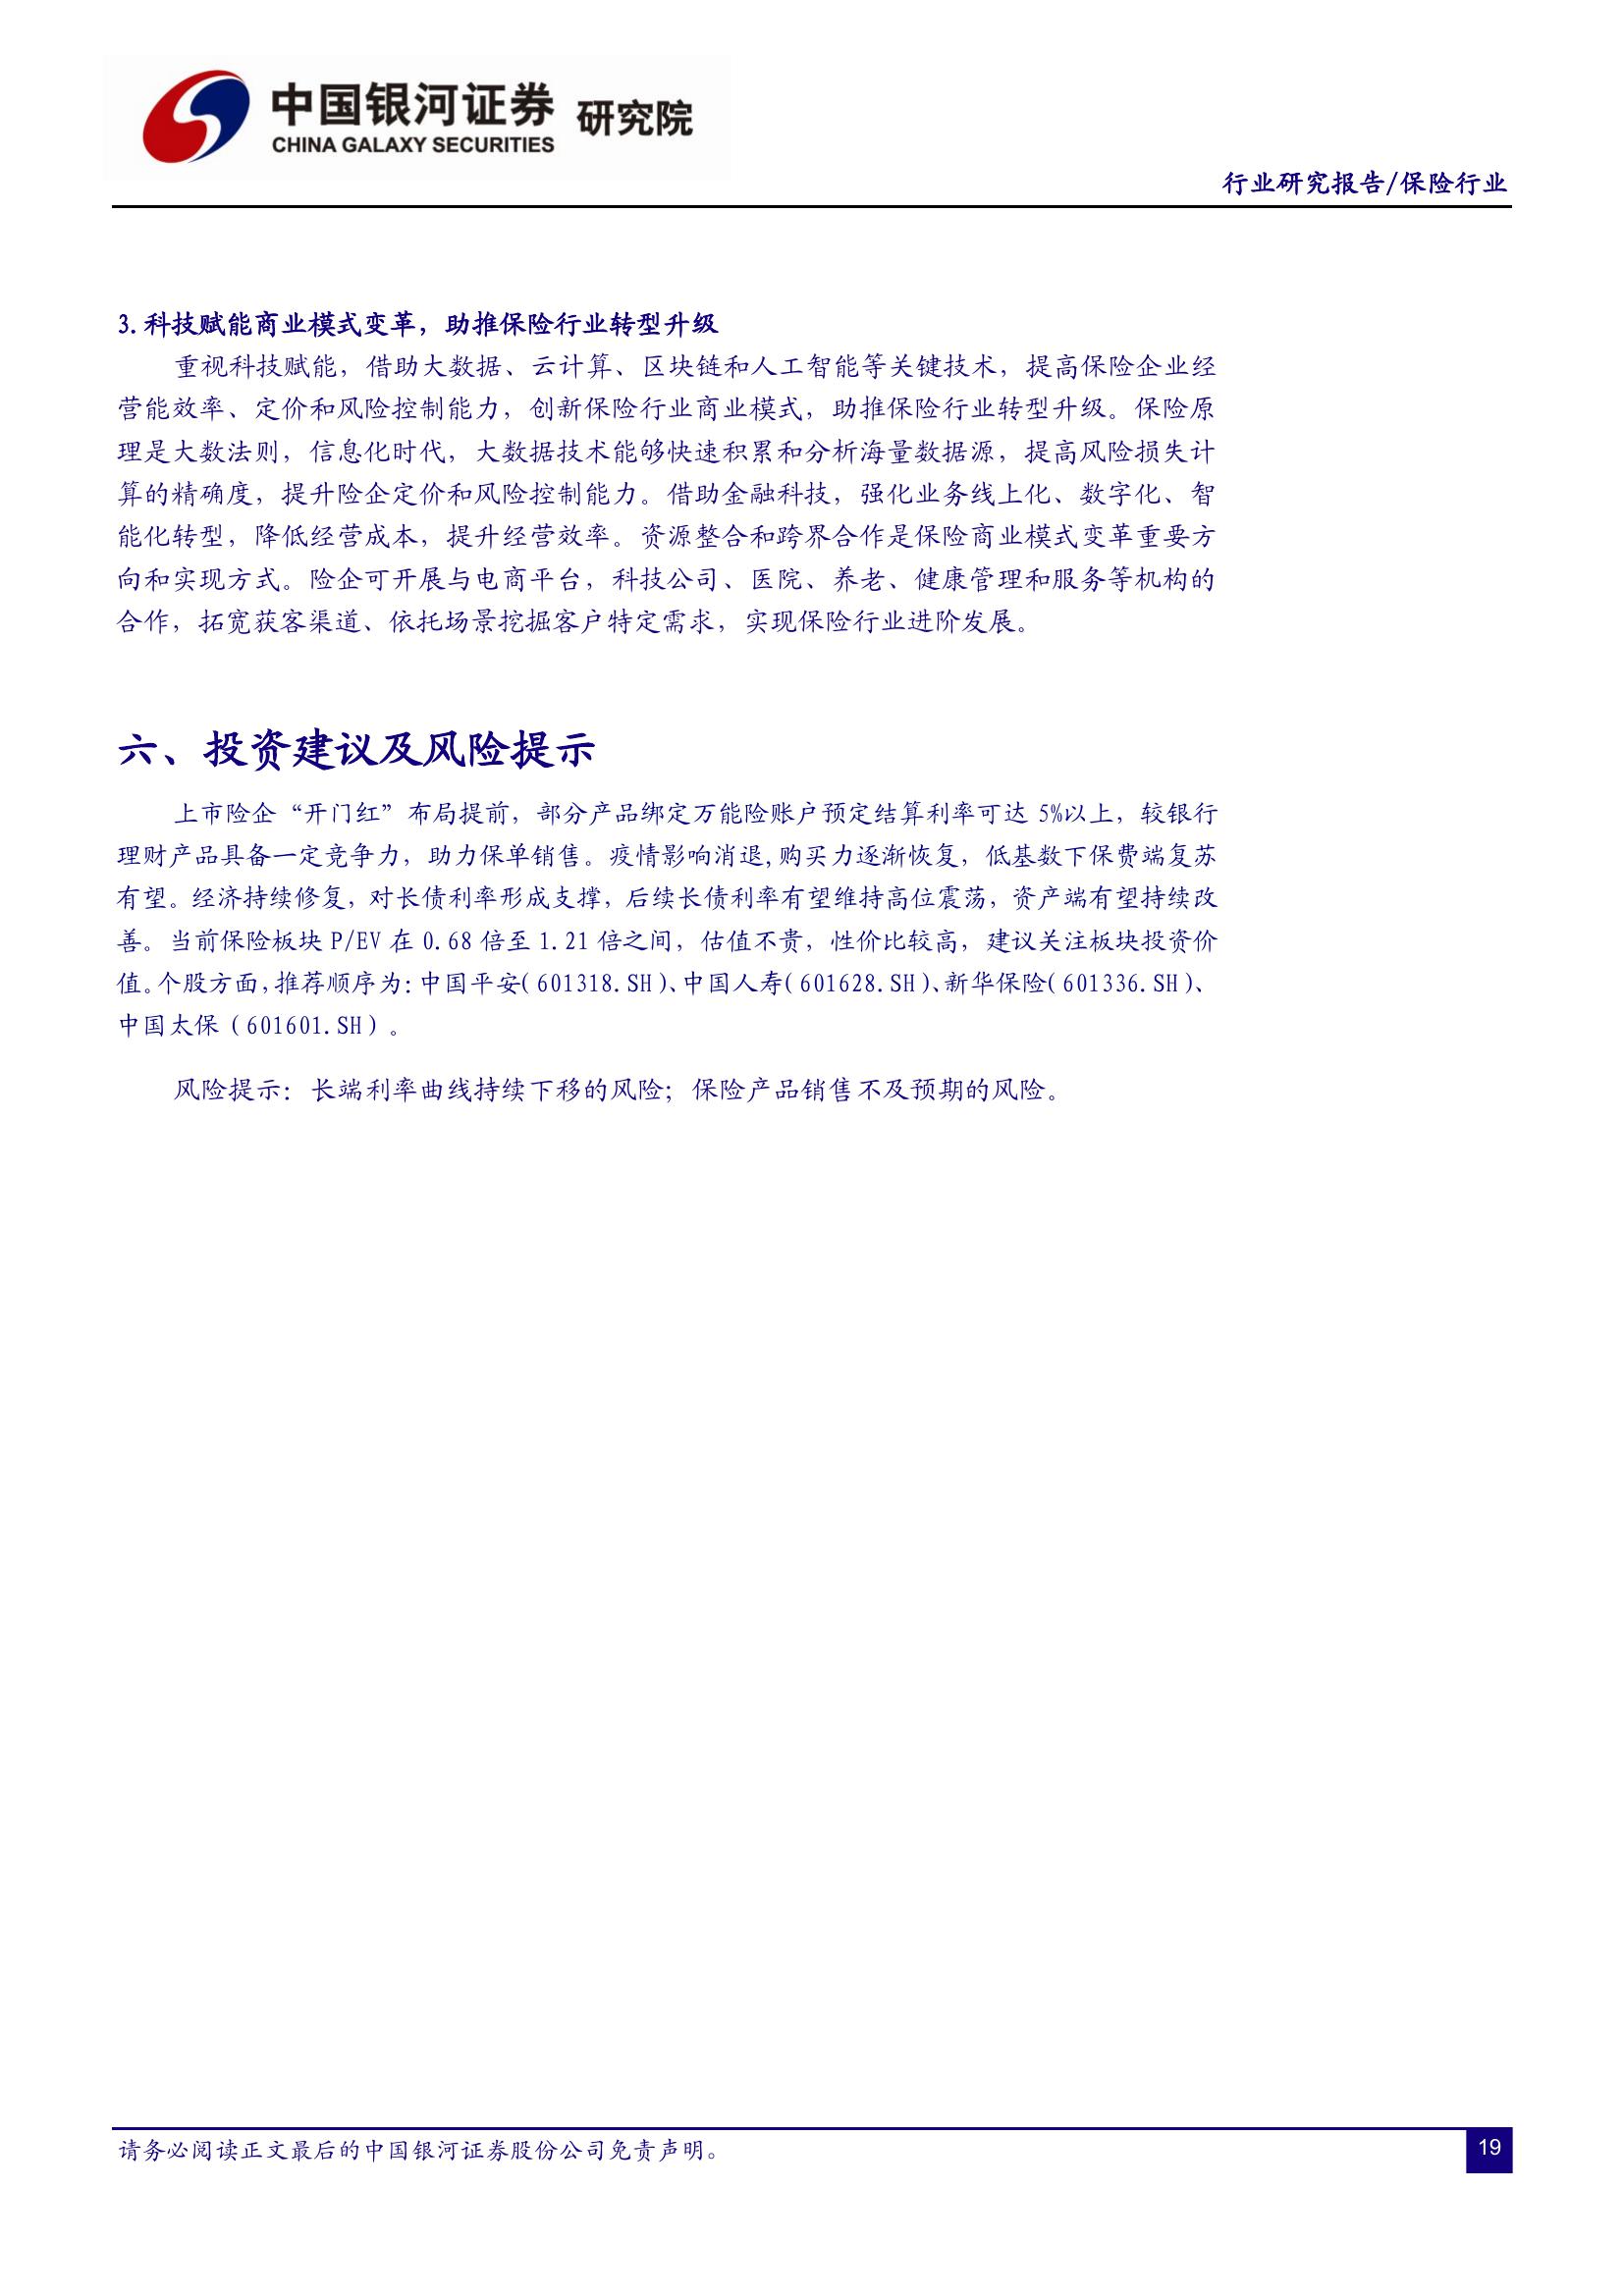 中国银河证券 研究院
CHINA GALAXY SECURITIES
行业研究报告/保险行业
3.科技赋能商业模式变革，助推保险行业转型升级
重视科技赋能，借助大数据、云计算、区块链和人工智能等关键技术，提高保险企业经
营能效率、定价和风险控制能力，创新保险行业商业模式，助推保险行业转型升级。保险原
理是大数法则，信息化时代，大数据技术能够快速积累和分析海量数据源，提高风险损失计
算的精确度，提升险企定价和风险控制能力。借助金融科技，强化业务线上化、数字化、智
能化转型，降低经营成本，提升经营效率。资源整合和跨界合作是保险商业模式变革重要方
向和实现方式。险企可开展与电商平台，科技公司、医院、养老、健康管理和服务等机构的
合作，拓宽获客渠道、依托场景挖掘客户特定需求，实现保险行业进阶发展。
六、投资建议及风险提示
上市险企“开门红”布局提前，部分产品绑定万能险账户预定结算利率可达 5%以上，较银行
理财产品具备一定竞争力，助力保单销售。疫情影响消退,购买力逐渐恢复，低基数下保费端复苏
有望。经济持续修复，对长债利率形成支撑，后续长债利率有望维持高位震荡，资产端有望持续改
善。当前保险板块 P/EV 在 0.68 倍至 1.21 倍之间，估值不贵，性价比较高，建议关注板块投资价
值。个股方面，推荐顺序为：中国平安（601318.SH）、中国人寿（601628.SH）、新华保险（601336.SH）、
中国太保（601601.SH）。
风险提示：长端利率曲线持续下移的风险；保险产品销售不及预期的风险。
请务必阅读正文最后的中国银河证券股份公司免责声明。
19